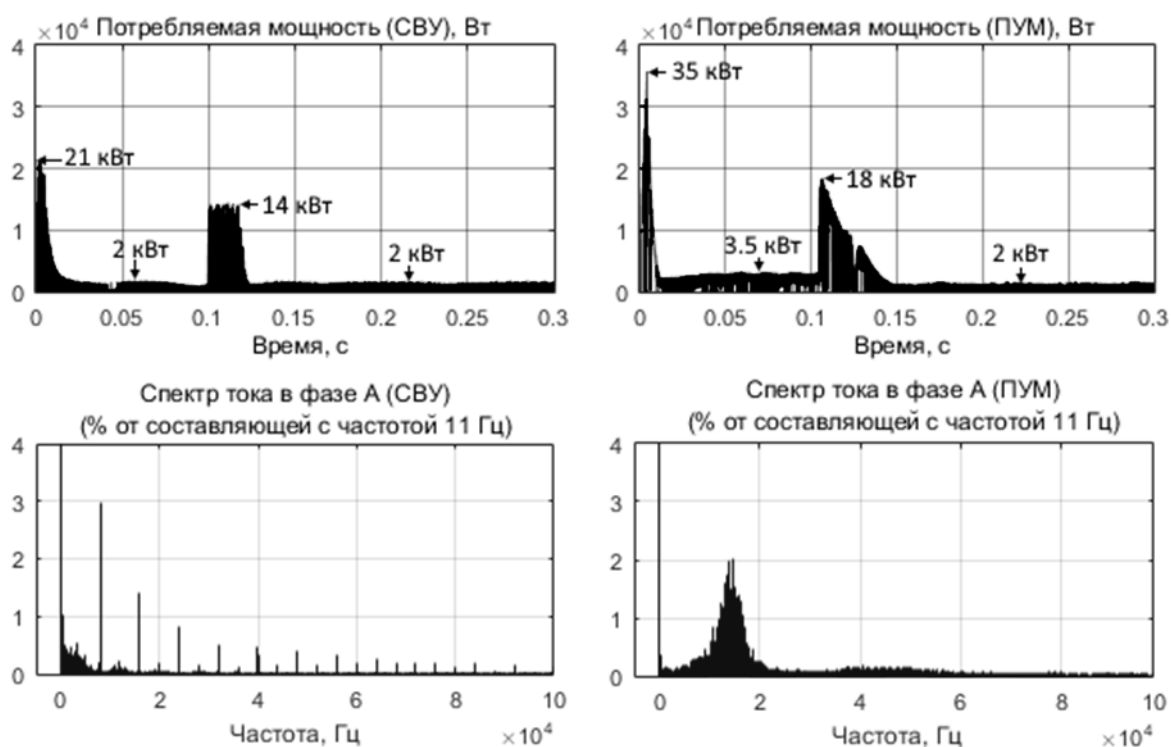 ×10⁴ Потребляемая мощность (СВУ), Вт
4
3
2
1
0
21 кВт
14 кВт
2 кВт
2 кВт
0 0.05 0.1 0.15 0.2 0.25 0.3
Время, с
×10⁴ Потребляемая мощность (ПУМ), Вт
4
3
2
1
0
35 кВт
18 кВт
3.5 кВт
2 кВт
0 0.05 0.1 0.15 0.2 0.25 0.3
Время, с
Спектр тока в фазе А (СВУ)
(% от составляющей с частотой 11 Гц)
4
3
2
1
0
0 2 4 6 8 10
Частота, Гц ×10⁴
Спектр тока в фазе А (ПУМ)
(% от составляющей с частотой 11 Гц)
4
3
2
1
0
0 2 4 6 8 10
Частота, Гц ×10⁴